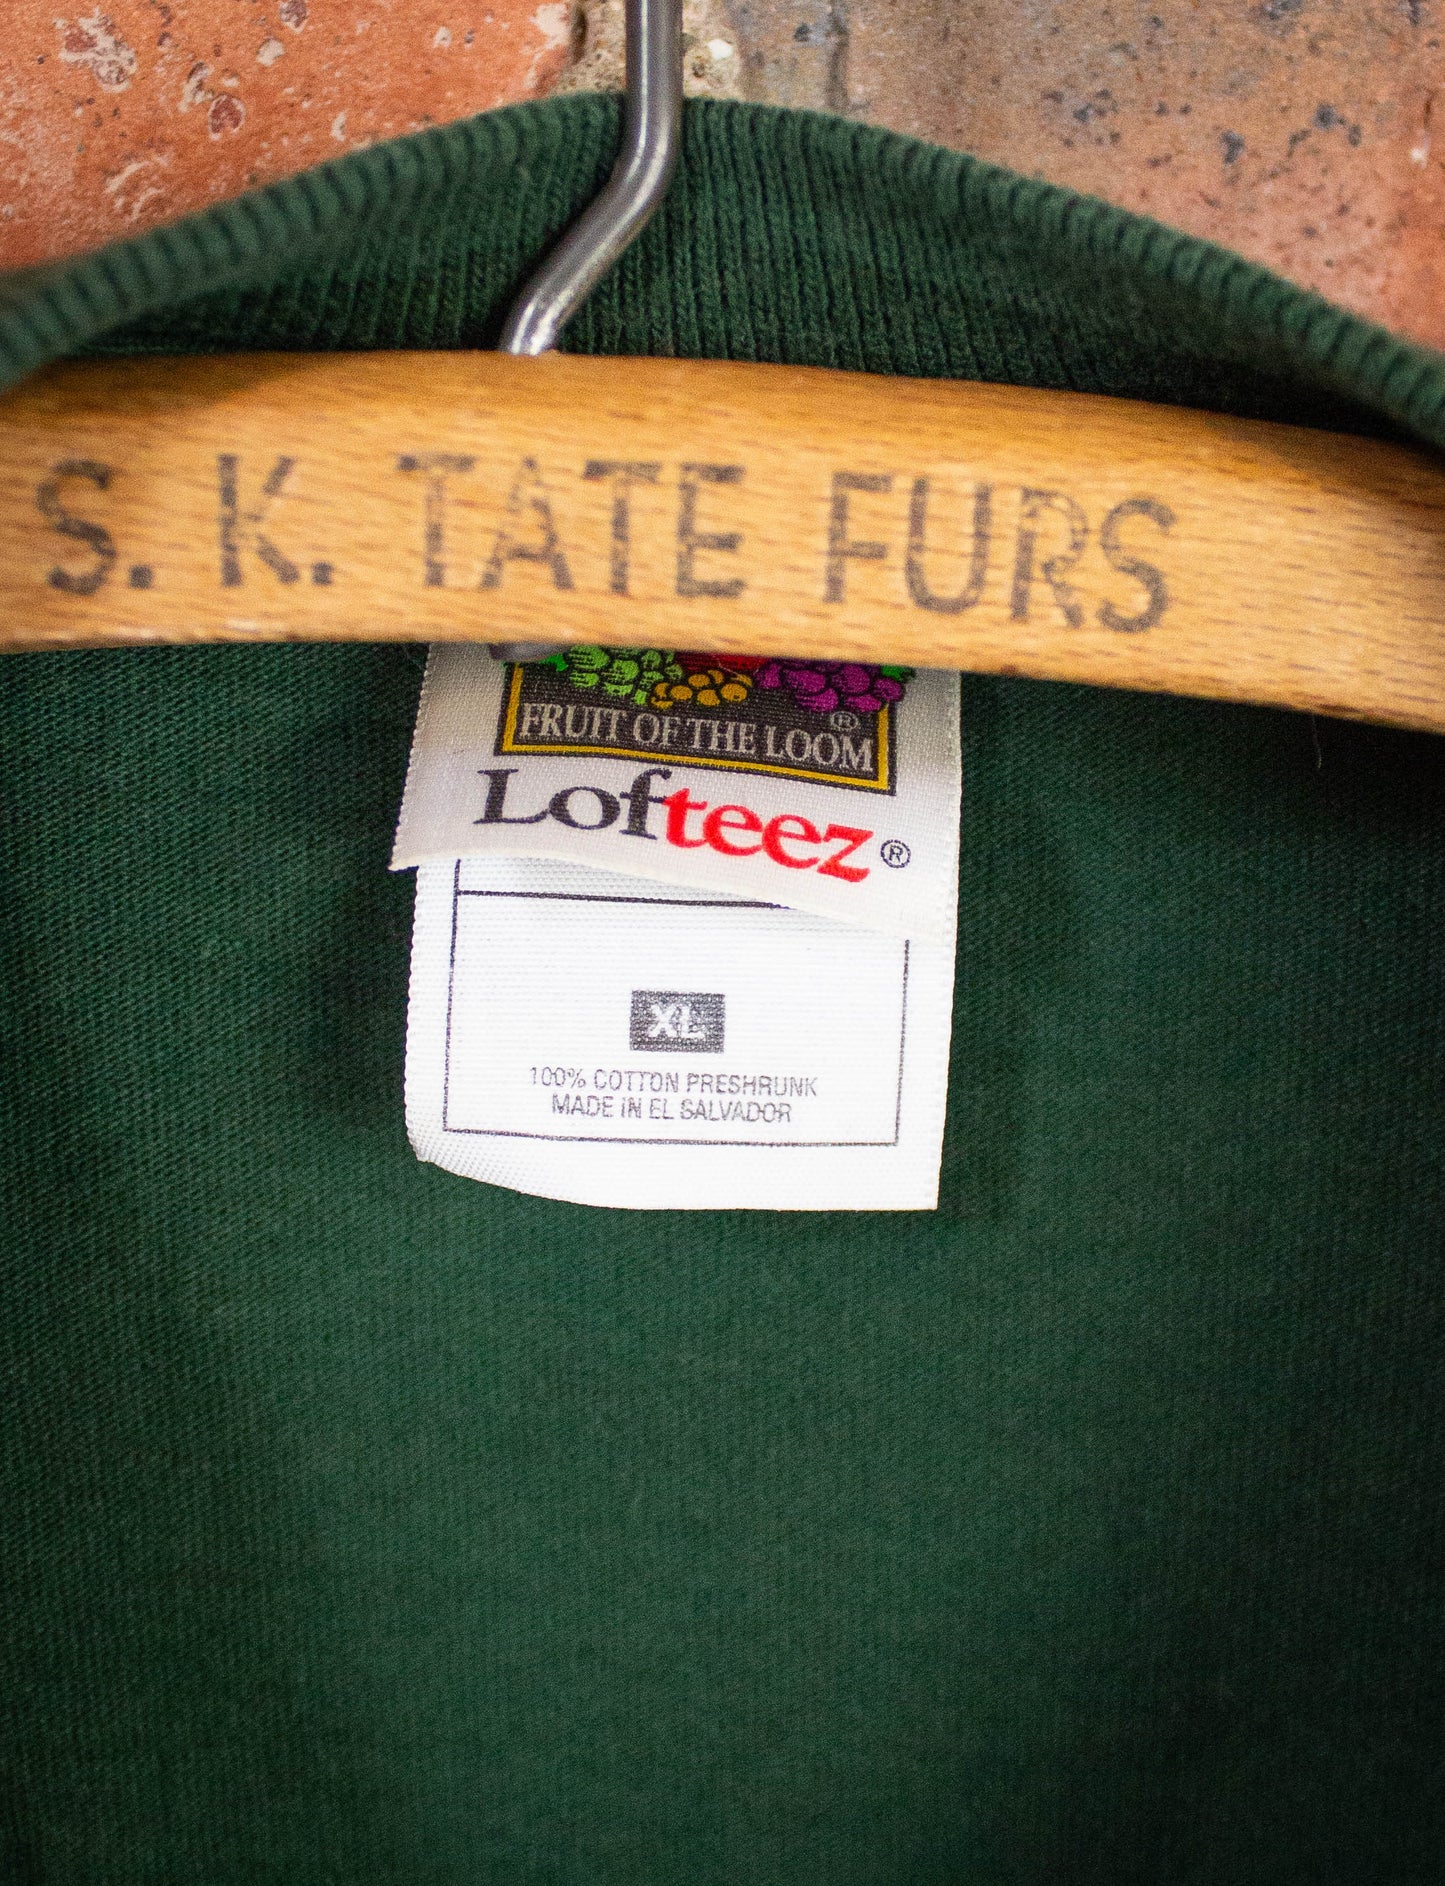 S. K. TATE FURS
FRUIT OF THE LOOM ®
Lofteez ®
XL
100% COTTON PRESHRUNK
MADE IN EL SALVADOR